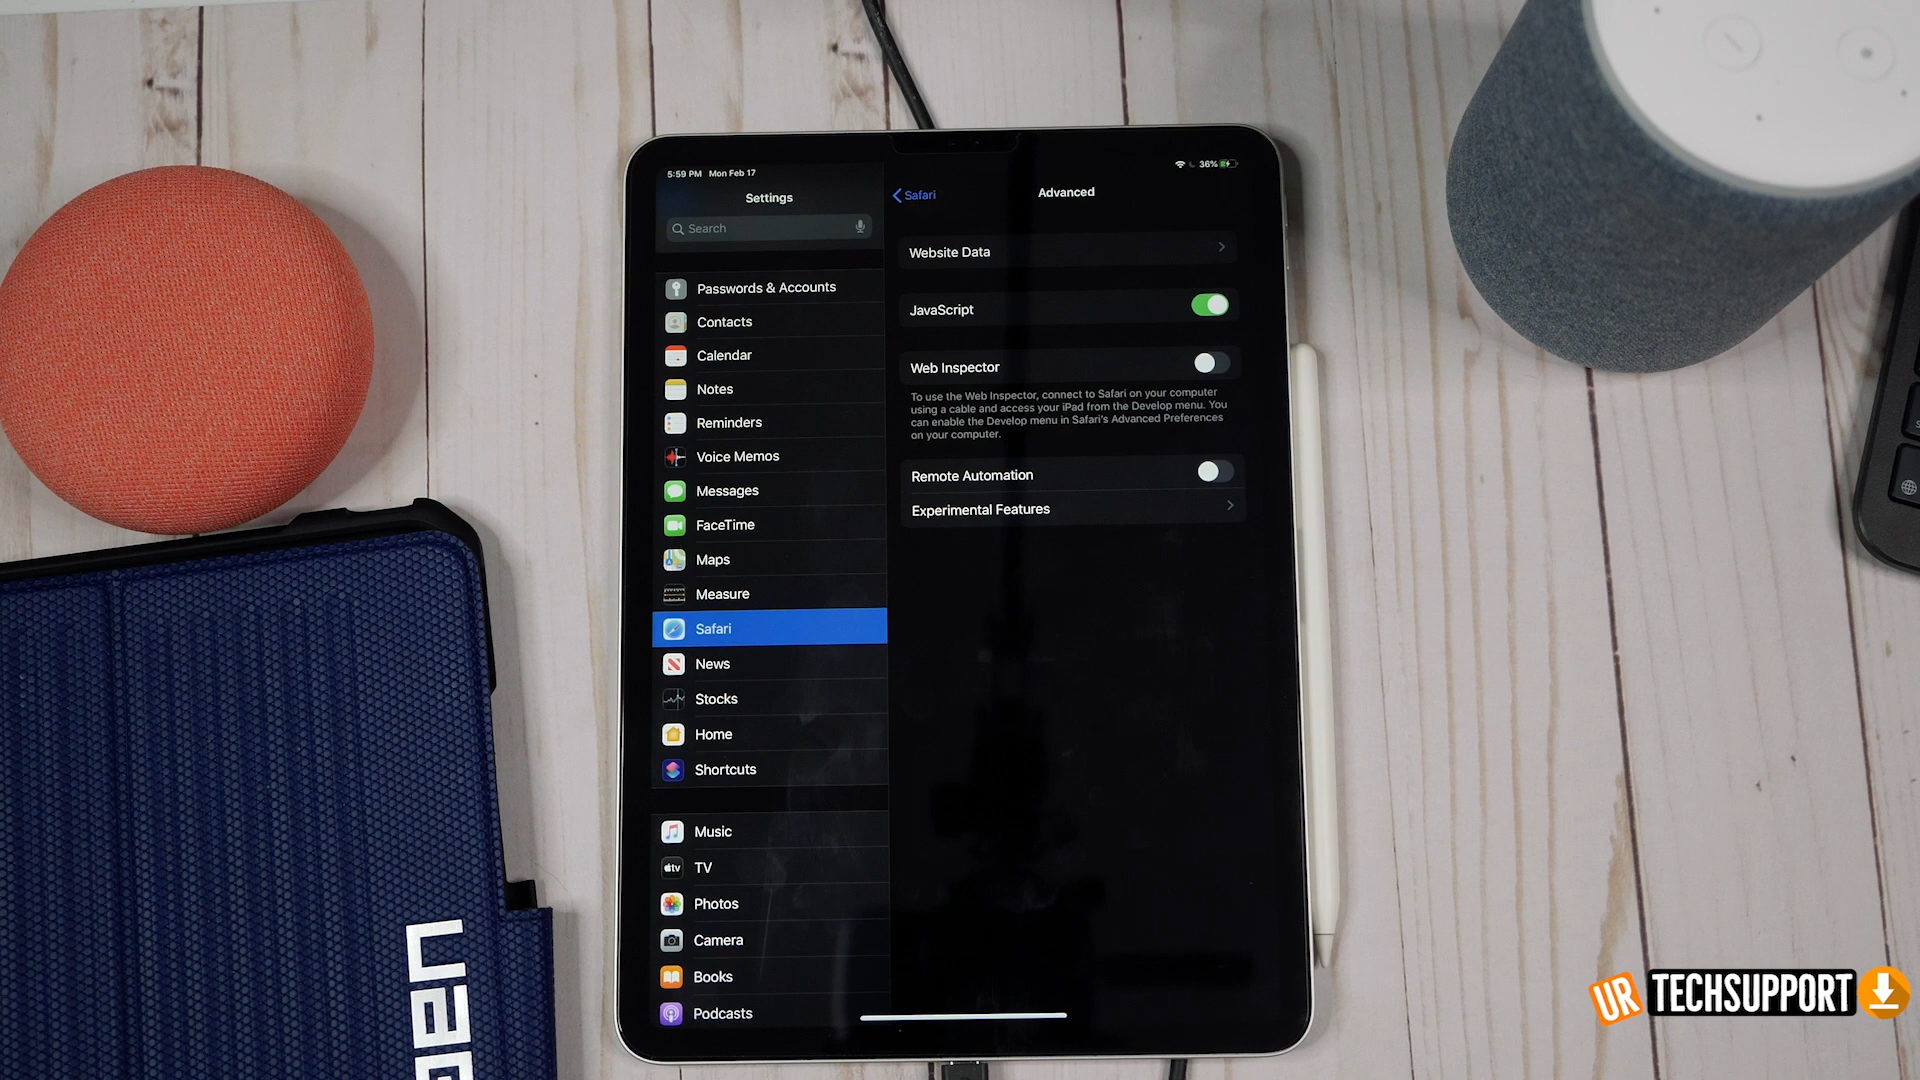 5:59 PM Mon Feb 17
36%
Settings
Search
Passwords & Accounts
Contacts
Calendar
Notes
Reminders
Voice Memos
Messages
FaceTime
Maps
Measure
Safari
News
Stocks
Home
Shortcuts
Music
TV
Photos
Camera
Books
Podcasts
Safari
Advanced
Website Data
JavaScript
Web Inspector
To use the Web Inspector, connect to Safari on your computer
using a cable and access your iPad from the Develop menu. You
can enable the Develop menu in Safari's Advanced Preferences
on your computer.
Remote Automation
Experimental Features
UR TECHSUPPORT